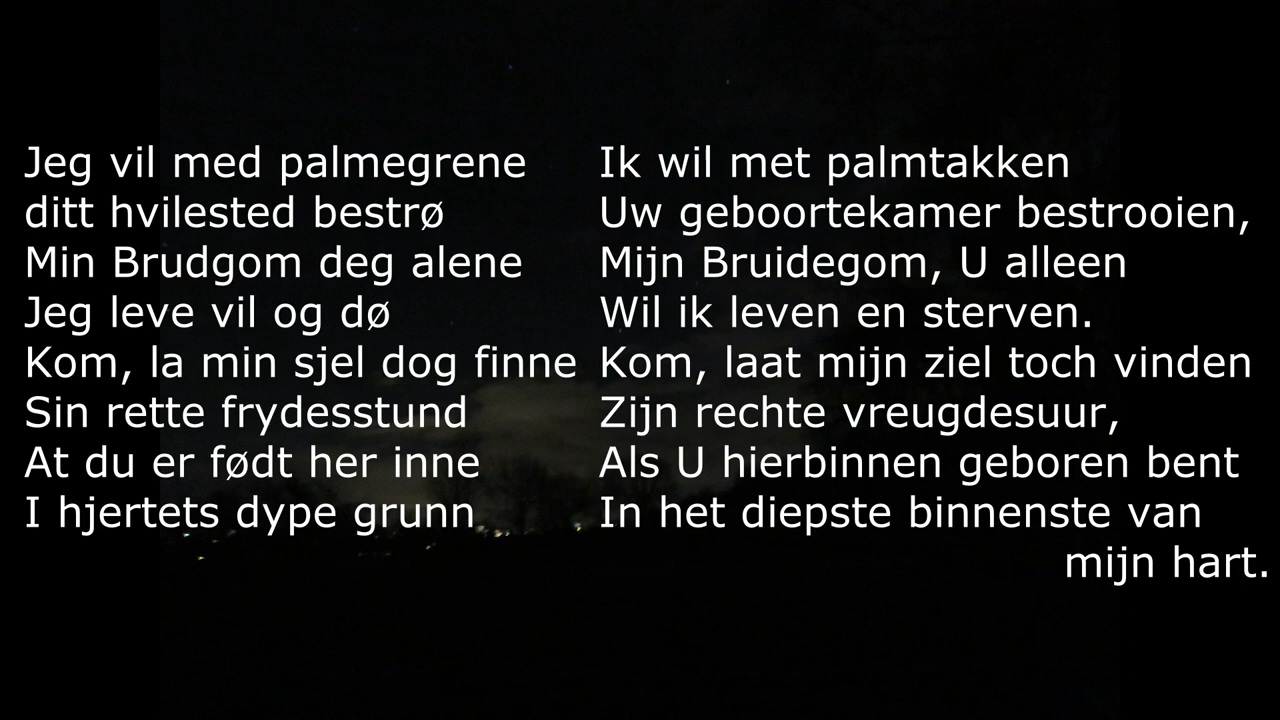 Jeg vil med palmegrene
ditt hvilested bestrø
Min Brudgom deg alene
Jeg leve vil og dø
Kom, la min sjel dog finne
Sin rette frydesstund
At du er født her inne
I hjertets dype grunn
Ik wil met palmtakken
Uw geboortekamer bestrooien,
Mijn Bruidegom, U alleen
Wil ik leven en sterven.
Kom, laat mijn ziel toch vinden
Zijn rechte vreugdesuur,
Als U hierbinnen geboren bent
In het diepste binnenste van
mijn hart.